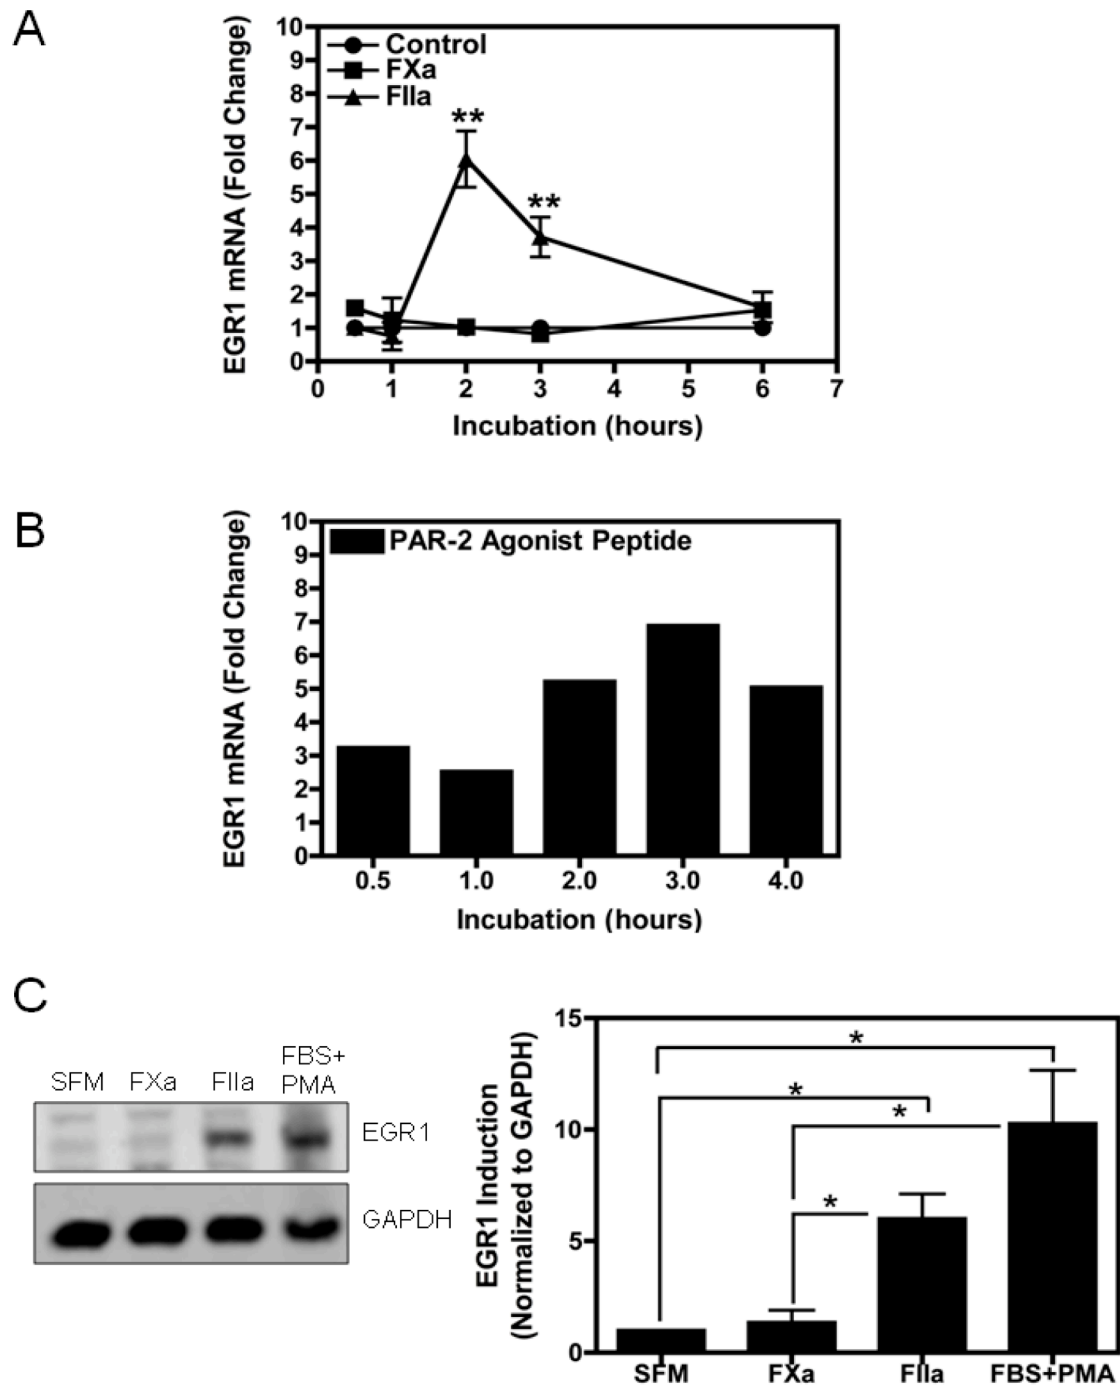 A
EGR1 mRNA (Fold Change)
10
9
8
7
6
5
4
3
2
1
0
Control
FXa
FIIa
**
**
0 1 2 3 4 5 6 7
Incubation (hours)
B
EGR1 mRNA (Fold Change)
10
9
8
7
6
5
4
3
2
1
0
PAR-2 Agonist Peptide
0.5 1.0 2.0 3.0 4.0
Incubation (hours)
C
SFM FXa FIIa FBS+
PMA
EGR1
GAPDH
EGR1 Induction
(Normalized to GAPDH)
15
10
5
0
*
*
*
*
SFM FXa FIIa FBS+PMA